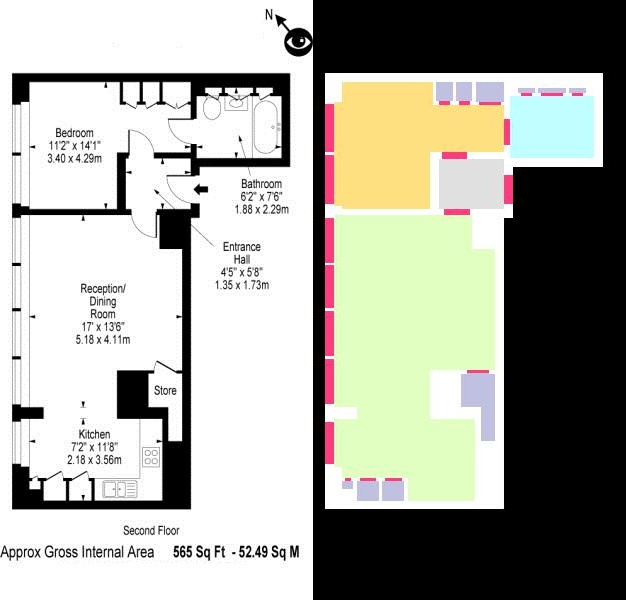 N
Bedroom
11'2" x 14'1"
3.40 x 4.29m
Bathroom
6'2" x 7'6"
1.88 x 2.29m
Entrance
Hall
4'5" x 5'8"
1.35 x 1.73m
Reception/
Dining
Room
17' x 13'6"
5.18 x 4.11m
Store
Kitchen
7'2" x 11'8"
2.18 x 3.56m
Second Floor
Approx Gross Internal Area 565 Sq Ft - 52.49 Sq M